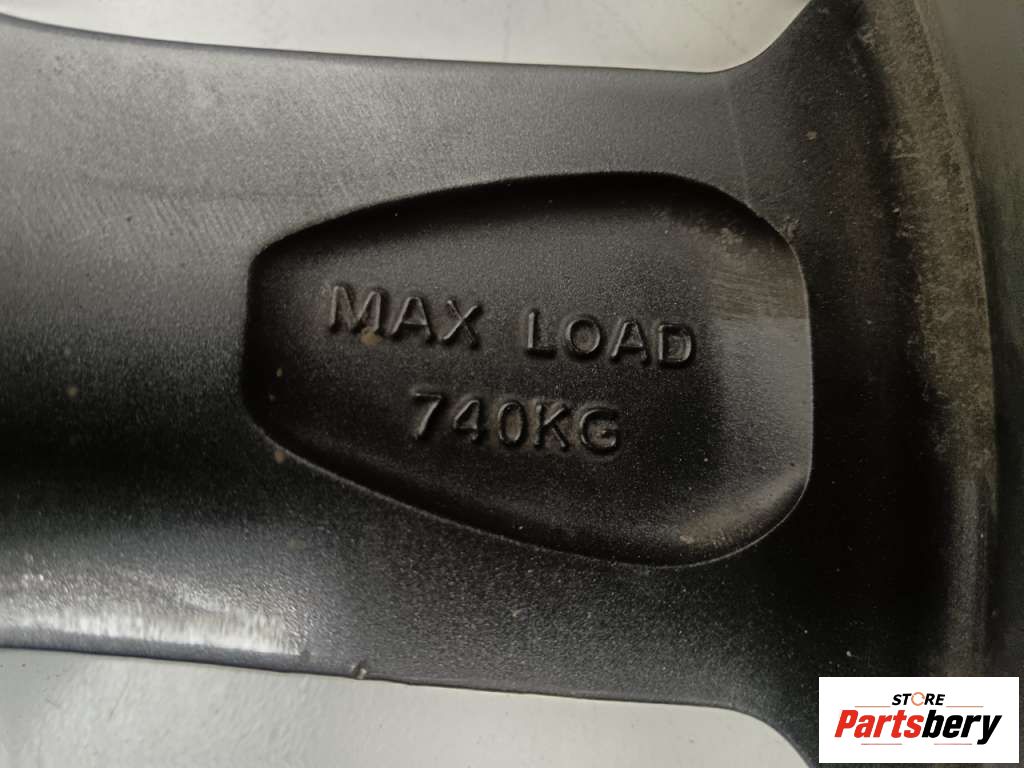 MAX LOAD
740KG
STORE
Partsbery